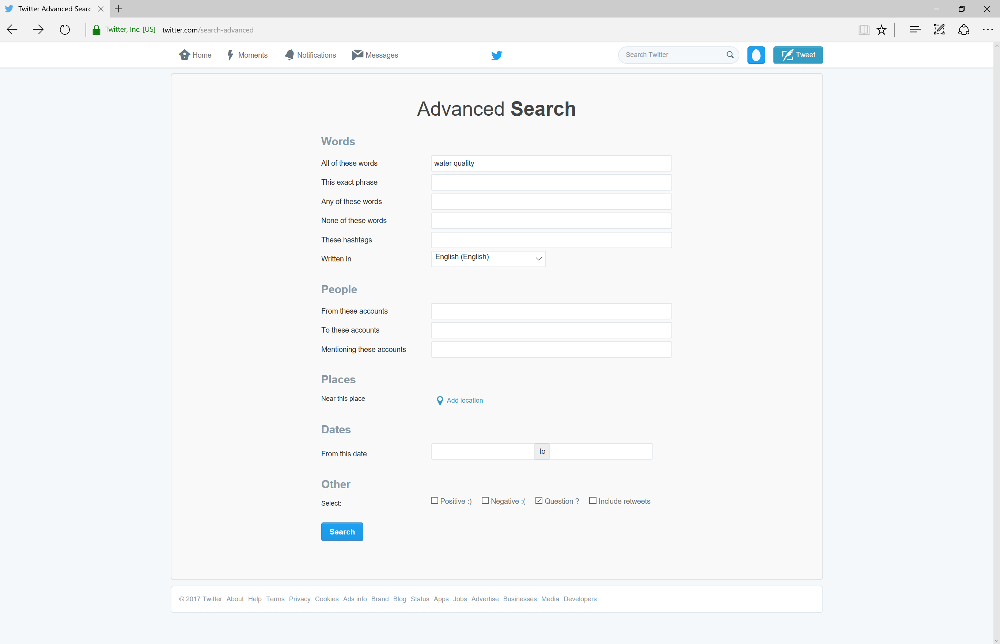 Twitter Advanced Searc
Twitter, Inc. [US] twitter.com/search-advanced
Home Moments Notifications Messages Search Twitter Tweet
Advanced Search
Words
All of these words water quality
This exact phrase
Any of these words
None of these words
These hashtags
Written in English (English)
People
From these accounts
To these accounts
Mentioning these accounts
Places
Near this place Add location
Dates
From this date to
Other
Select: Positive :) Negative :( Question ? Include retweets
Search
© 2017 Twitter About Help Terms Privacy Cookies Ads info Brand Blog Status Apps Jobs Advertise Businesses Media Developers